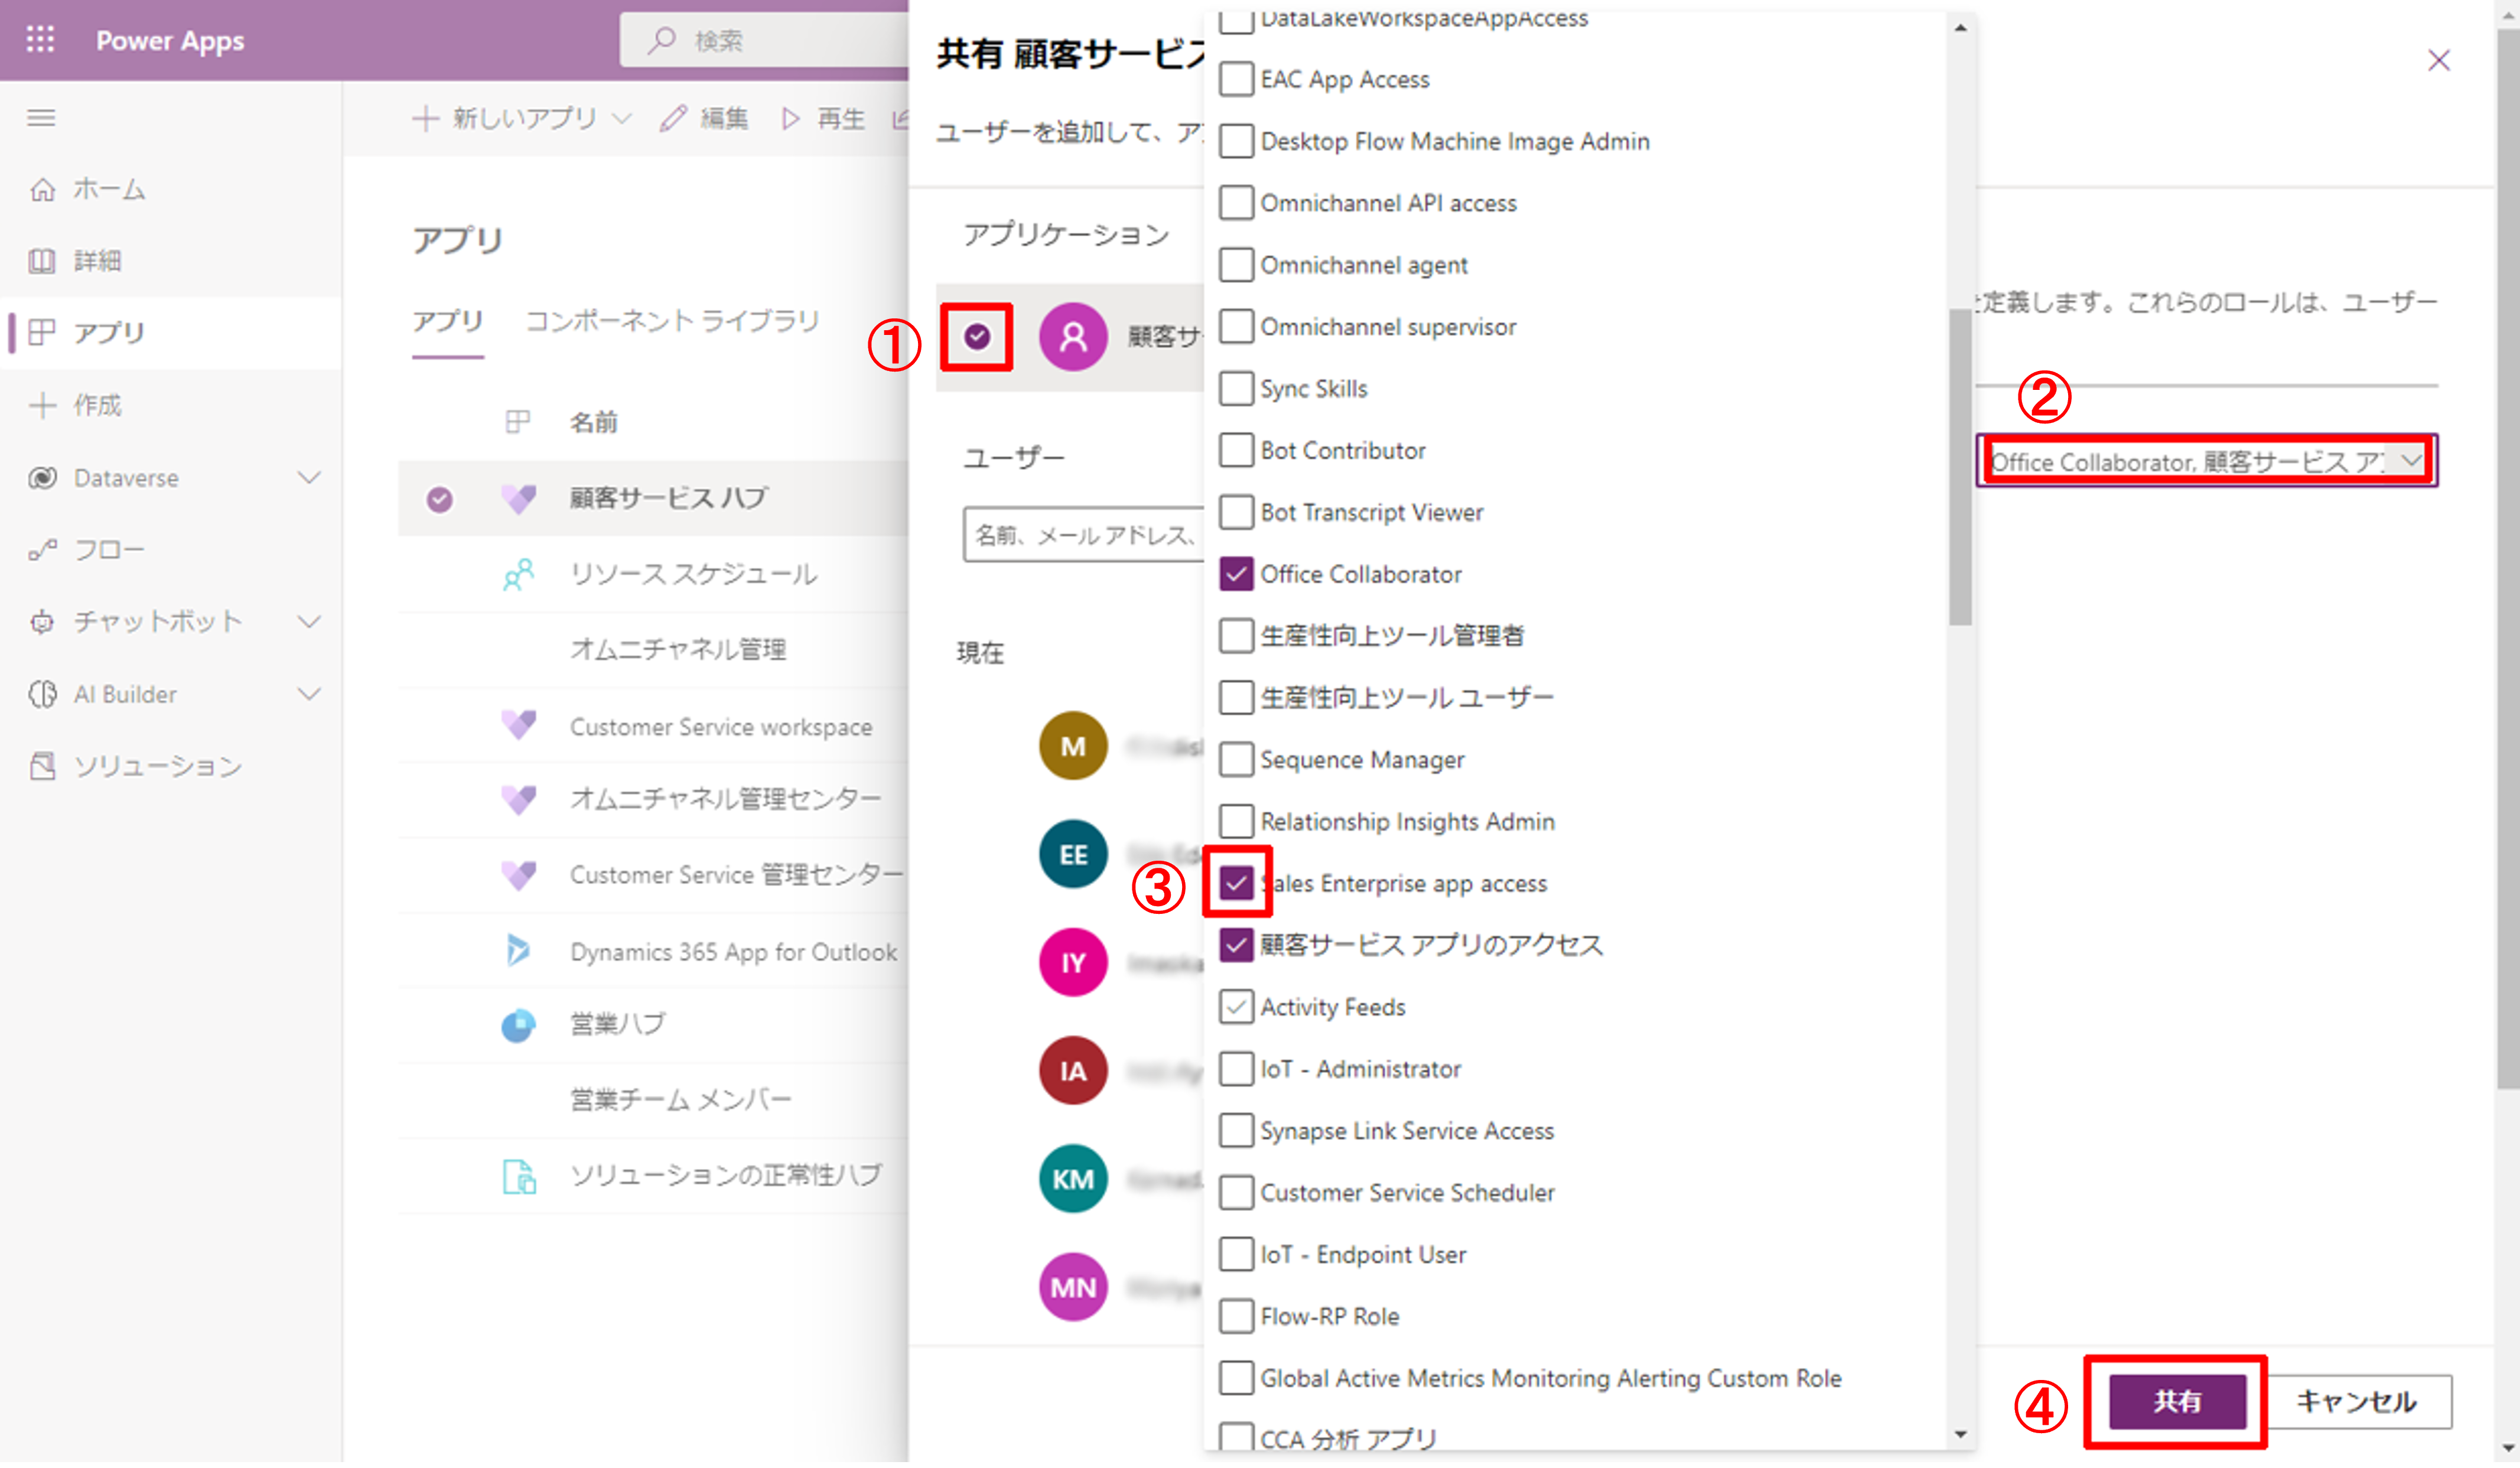 Power Apps
検索
ホーム
詳細
アプリ
作成
Dataverse
フロー
チャットボット
AI Builder
ソリューション
新しいアプリ
編集
再生
アプリ
アプリ
コンポーネント ライブラリ
名前
顧客サービス ハブ
リソース スケジュール
オムニチャネル管理
Customer Service workspace
オムニチャネル管理センター
Customer Service 管理センター
Dynamics 365 App for Outlook
営業ハブ
営業チーム メンバー
ソリューションの正常性ハブ
共有 顧客サービス
ユーザーを追加して、ア
アプリケーション
①
顧客サ
ユーザー
名前、メール アドレス、
現在
M
EE
IY
IA
KM
MN
DataLakeWorkspaceAppAccess
EAC App Access
Desktop Flow Machine Image Admin
Omnichannel API access
Omnichannel agent
Omnichannel supervisor
Sync Skills
Bot Contributor
Bot Transcript Viewer
Office Collaborator
生産性向上ツール管理者
生産性向上ツール ユーザー
Sequence Manager
Relationship Insights Admin
③
Sales Enterprise app access
顧客サービス アプリのアクセス
Activity Feeds
IoT - Administrator
Synapse Link Service Access
Customer Service Scheduler
IoT - Endpoint User
Flow-RP Role
Global Active Metrics Monitoring Alerting Custom Role
CCA 分析 アプリ
を定義します。これらのロールは、ユーザー
②
Office Collaborator, 顧客サービス ア
④
共有
キャンセル